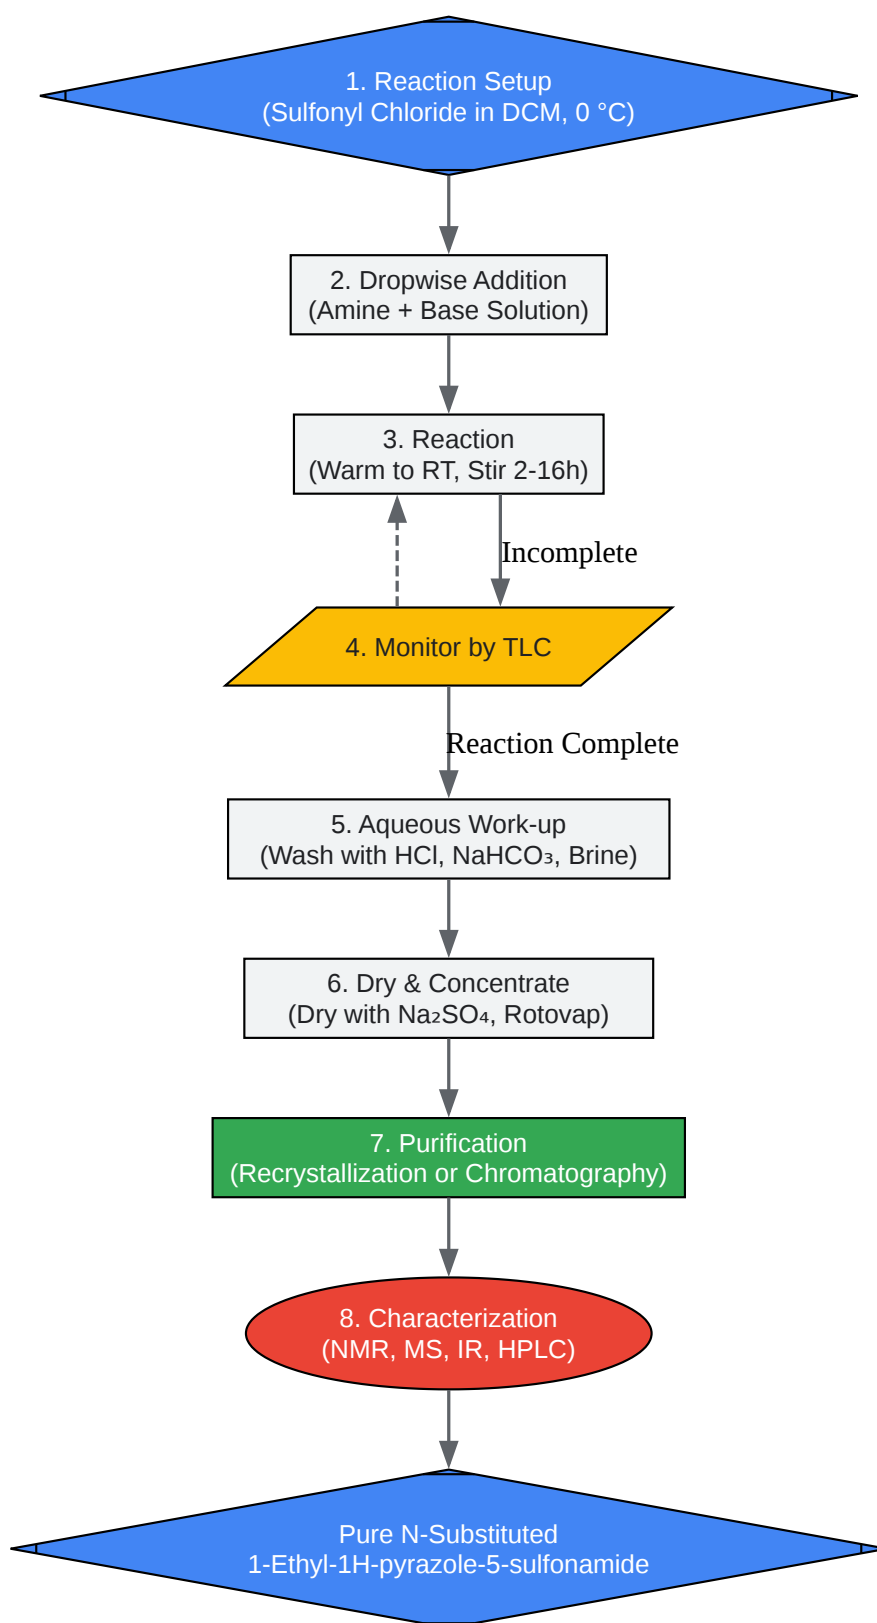 1. Reaction Setup
(Sulfonyl Chloride in DCM, 0 °C)
2. Dropwise Addition
(Amine + Base Solution)
3. Reaction
(Warm to RT, Stir 2-16h)
Incomplete
4. Monitor by TLC
Reaction Complete
5. Aqueous Work-up
(Wash with HCl, NaHCO₃, Brine)
6. Dry & Concentrate
(Dry with Na₂SO₄, Rotovap)
7. Purification
(Recrystallization or Chromatography)
8. Characterization
(NMR, MS, IR, HPLC)
Pure N-Substituted
1-Ethyl-1H-pyrazole-5-sulfonamide